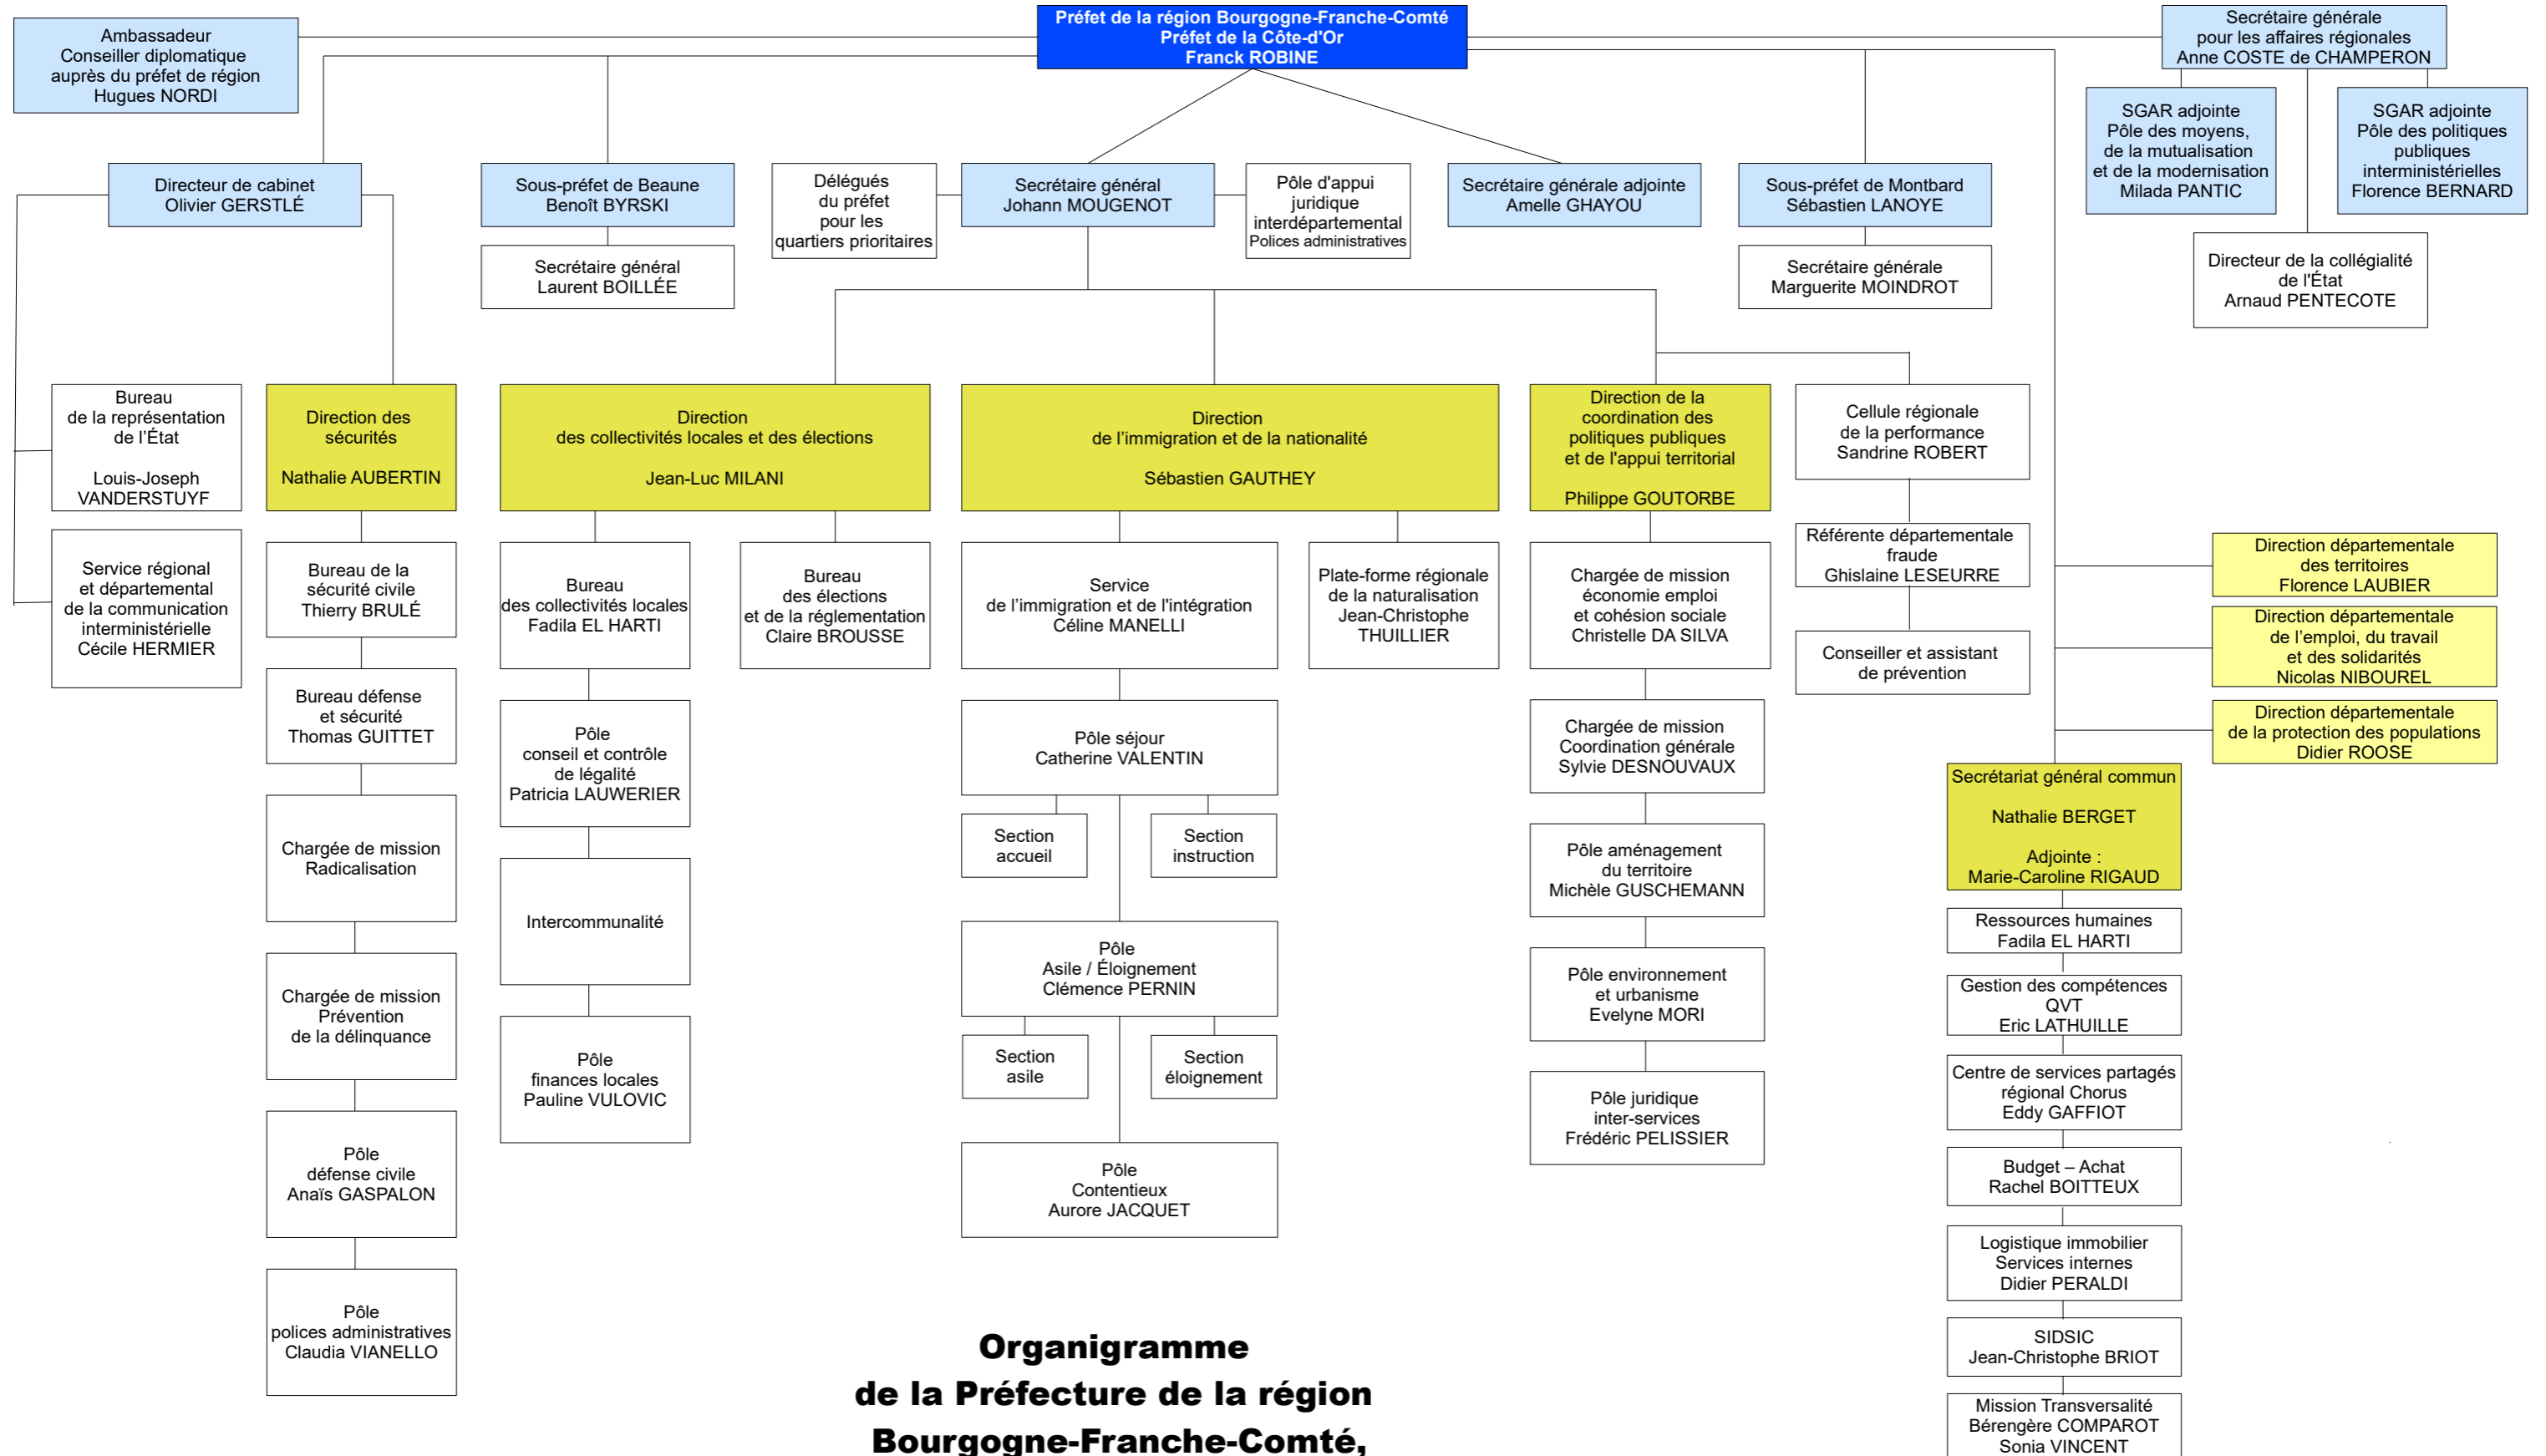 Préfet de la région Bourgogne-Franche-Comté
Préfet de la Côte-d'Or
Franck ROBINE
Ambassadeur
Conseiller diplomatique
auprès du préfet de région
Hugues NORDI
Secrétaire générale
pour les affaires régionales
Anne COSTE de CHAMPERON
SGAR adjointe
Pôle des moyens,
de la mutualisation
et de la modernisation
Milada PANTIC
SGAR adjointe
Pôle des politiques
publiques
interministérielles
Florence BERNARD
Directeur de la collégialité
de l'État
Arnaud PENTECOTE
Directeur de cabinet
Olivier GERSTLÉ
Sous-préfet de Beaune
Benoît BYRSKI
Secrétaire général
Laurent BOILLÉE
Délégués
du préfet
pour les
quartiers prioritaires
Secrétaire général
Johann MOUGENOT
Pôle d'appui
juridique
interdépartemental
Polices administratives
Secrétaire générale adjointe
Amelle GHAYOU
Sous-préfet de Montbard
Sébastien LANOYE
Secrétaire générale
Marguerite MOINDROT
Bureau
de la représentation
de l’État
Louis-Joseph
VANDERSTUYF
Service régional
et départemental
de la communication
interministérielle
Cécile HERMIER
Direction des
sécurités
Nathalie AUBERTIN
Bureau de la
sécurité civile
Thierry BRULÉ
Bureau défense
et sécurité
Thomas GUITTET
Chargée de mission
Radicalisation
Chargée de mission
Prévention
de la délinquance
Pôle
défense civile
Anaïs GASPALON
Pôle
polices administratives
Claudia VIANELLO
Direction
des collectivités locales et des élections
Jean-Luc MILANI
Bureau
des collectivités locales
Fadila EL HARTI
Pôle
conseil et contrôle
de légalité
Patricia LAUWERIER
Intercommunalité
Pôle
finances locales
Pauline VULOVIC
Bureau
des élections
et de la réglementation
Claire BROUSSE
Direction
de l’immigration et de la nationalité
Sébastien GAUTHEY
Service
de l’immigration et de l'intégration
Céline MANELLI
Pôle séjour
Catherine VALENTIN
Section
accueil
Section
instruction
Pôle
Asile / Éloignement
Clémence PERNIN
Section
asile
Section
éloignement
Pôle
Contentieux
Aurore JACQUET
Plate-forme régionale
de la naturalisation
Jean-Christophe
THUILLIER
Direction de la
coordination des
politiques publiques
et de l'appui territorial
Philippe GOUTORBE
Chargée de mission
économie emploi
et cohésion sociale
Christelle DA SILVA
Chargée de mission
Coordination générale
Sylvie DESNOUVAUX
Pôle aménagement
du territoire
Michèle GUSCHEMANN
Pôle environnement
et urbanisme
Evelyne MORI
Pôle juridique
inter-services
Frédéric PELISSIER
Cellule régionale
de la performance
Sandrine ROBERT
Référente départementale
fraude
Ghislaine LESEURRE
Conseiller et assistant
de prévention
Direction départementale
des territoires
Florence LAUBIER
Direction départementale
de l’emploi, du travail
et des solidarités
Nicolas NIBOUREL
Direction départementale
de la protection des populations
Didier ROOSE
Secrétariat général commun
Nathalie BERGET
Adjointe :
Marie-Caroline RIGAUD
Ressources humaines
Fadila EL HARTI
Gestion des compétences
QVT
Eric LATHUILLE
Centre de services partagés
régional Chorus
Eddy GAFFIOT
Budget – Achat
Rachel BOITTEUX
Logistique immobilier
Services internes
Didier PERALDI
SIDSIC
Jean-Christophe BRIOT
Mission Transversalité
Bérengère COMPAROT
Sonia VINCENT
Organigramme
de la Préfecture de la région
Bourgogne-Franche-Comté,